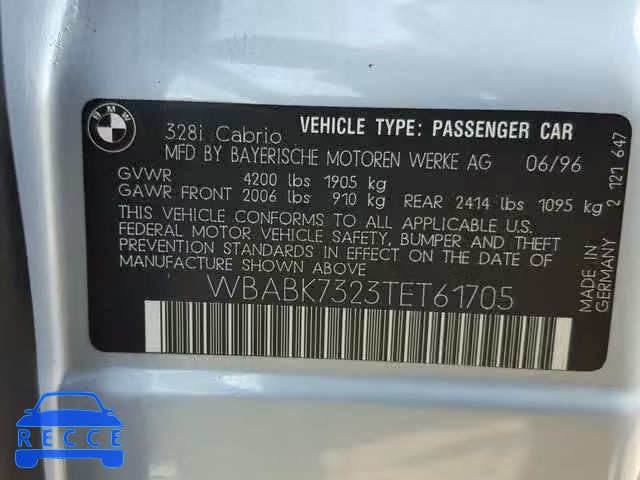 BMW
328i Cabrio VEHICLE TYPE: PASSENGER CAR
MFD BY BAYERISCHE MOTOREN WERKE AG 06/96
GVWR 4200 lbs 1905 kg
GAWR FRONT 2006 lbs 910 kg REAR 2414 lbs 1095 kg
THIS VEHICLE CONFORMS TO ALL APPLICABLE U.S.
FEDERAL MOTOR VEHICLE SAFETY, BUMPER AND THEFT
PREVENTION STANDARDS IN EFFECT ON THE DATE OF
MANUFACTURE SHOWN ABOVE.
WBABK7323TET61705
2 121 647
MADE IN
GERMANY
RECCE